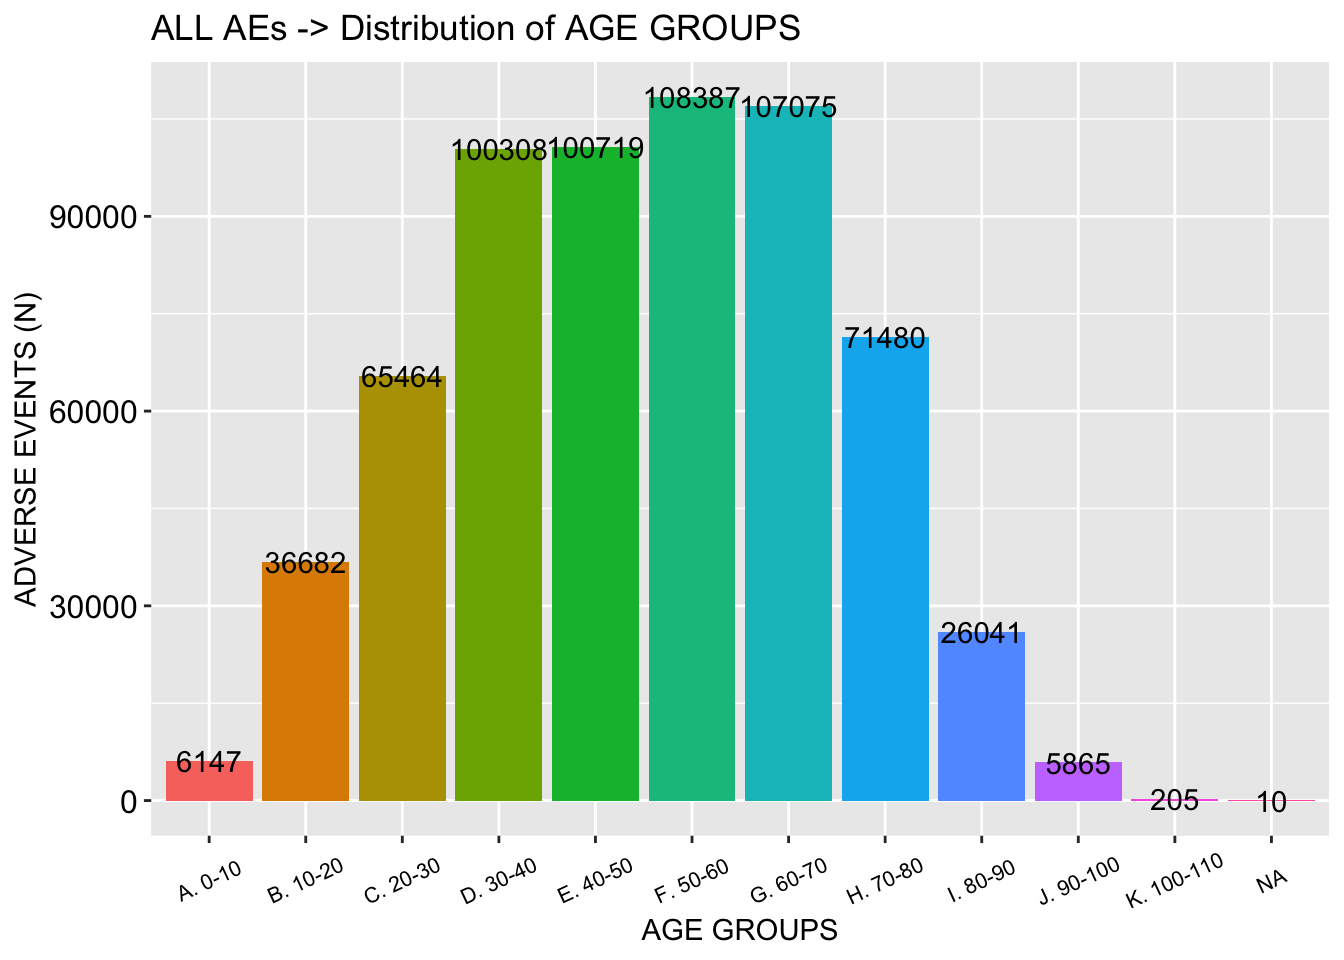 ALL AEs -> Distribution of AGE GROUPS
ADVERSE EVENTS (N)
90000
60000
30000
0
6147
36682
65464
100308
100719
108387
107075
71480
26041
5865
205
10
A. 0-10
B. 10-20
C. 20-30
D. 30-40
E. 40-50
F. 50-60
G. 60-70
H. 70-80
I. 80-90
J. 90-100
K. 100-110
NA
AGE GROUPS